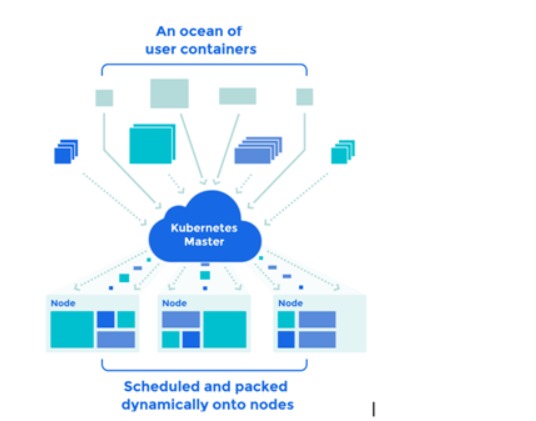 An ocean of
user containers
Kubernetes
Master
Node
Node
Node
Scheduled and packed
dynamically onto nodes